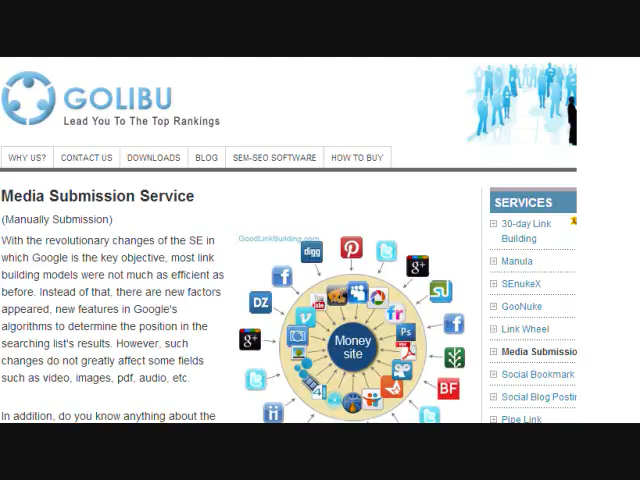 GOLIBU
Lead You To The Top Rankings
WHY US?
CONTACT US
DOWNLOADS
BLOG
SEM-SEO SOFTWARE
HOW TO BUY
Media Submission Service
(Manually Submission)
With the revolutionary changes of the SE in
which Google is the key objective, most link
building models were not much as efficient as
before. Instead of that, there are new factors
appeared, new features in Google's
algorithms to determine the position in the
searching list's results. However, such
changes do not greatly affect some fields
such as video, images, pdf, audio, etc.
In addition, do you know anything about the
GoodLinkBuilding.com
digg
g+
DZ
g+
Ps
BF
Money
site
SERVICES
30-day Link
Building
Manula
SEnukeX
GooNuke
Link Wheel
Media Submissio
Social Bookmark
Social Blog Postin
Pipe Link